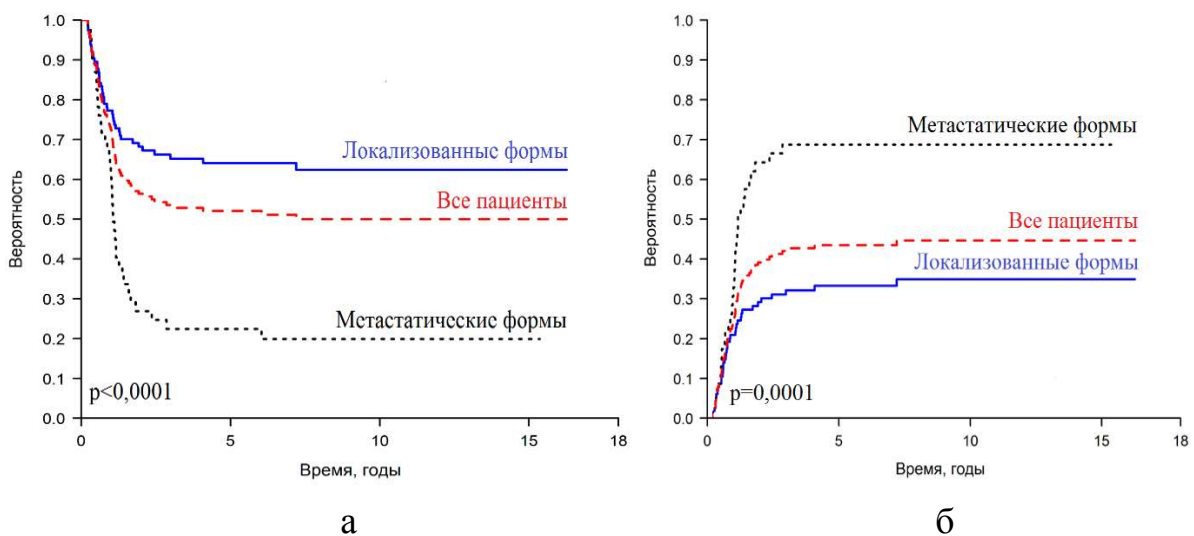 1.0
0.9
0.8
0.7
0.6
0.5
0.4
0.3
0.2
0.1
0.0
Вероятность
Локализованные формы
Все пациенты
Метастатические формы
p<0,0001
0 5 10 15 18
Время, годы
а
1.0
0.9
0.8
0.7
0.6
0.5
0.4
0.3
0.2
0.1
0.0
Вероятность
Метастатические формы
Все пациенты
Локализованные формы
p=0,0001
0 5 10 15 18
Время, годы
б